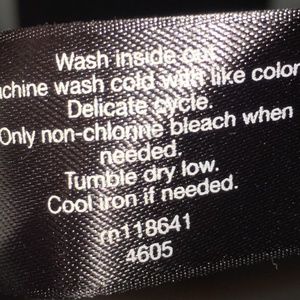 Wash inside out.
achine wash cold with like color
Delicate cycle.
Only non-chlorine bleach when
needed.
Tumble dry low.
Cool iron if needed.
rn118641
4605